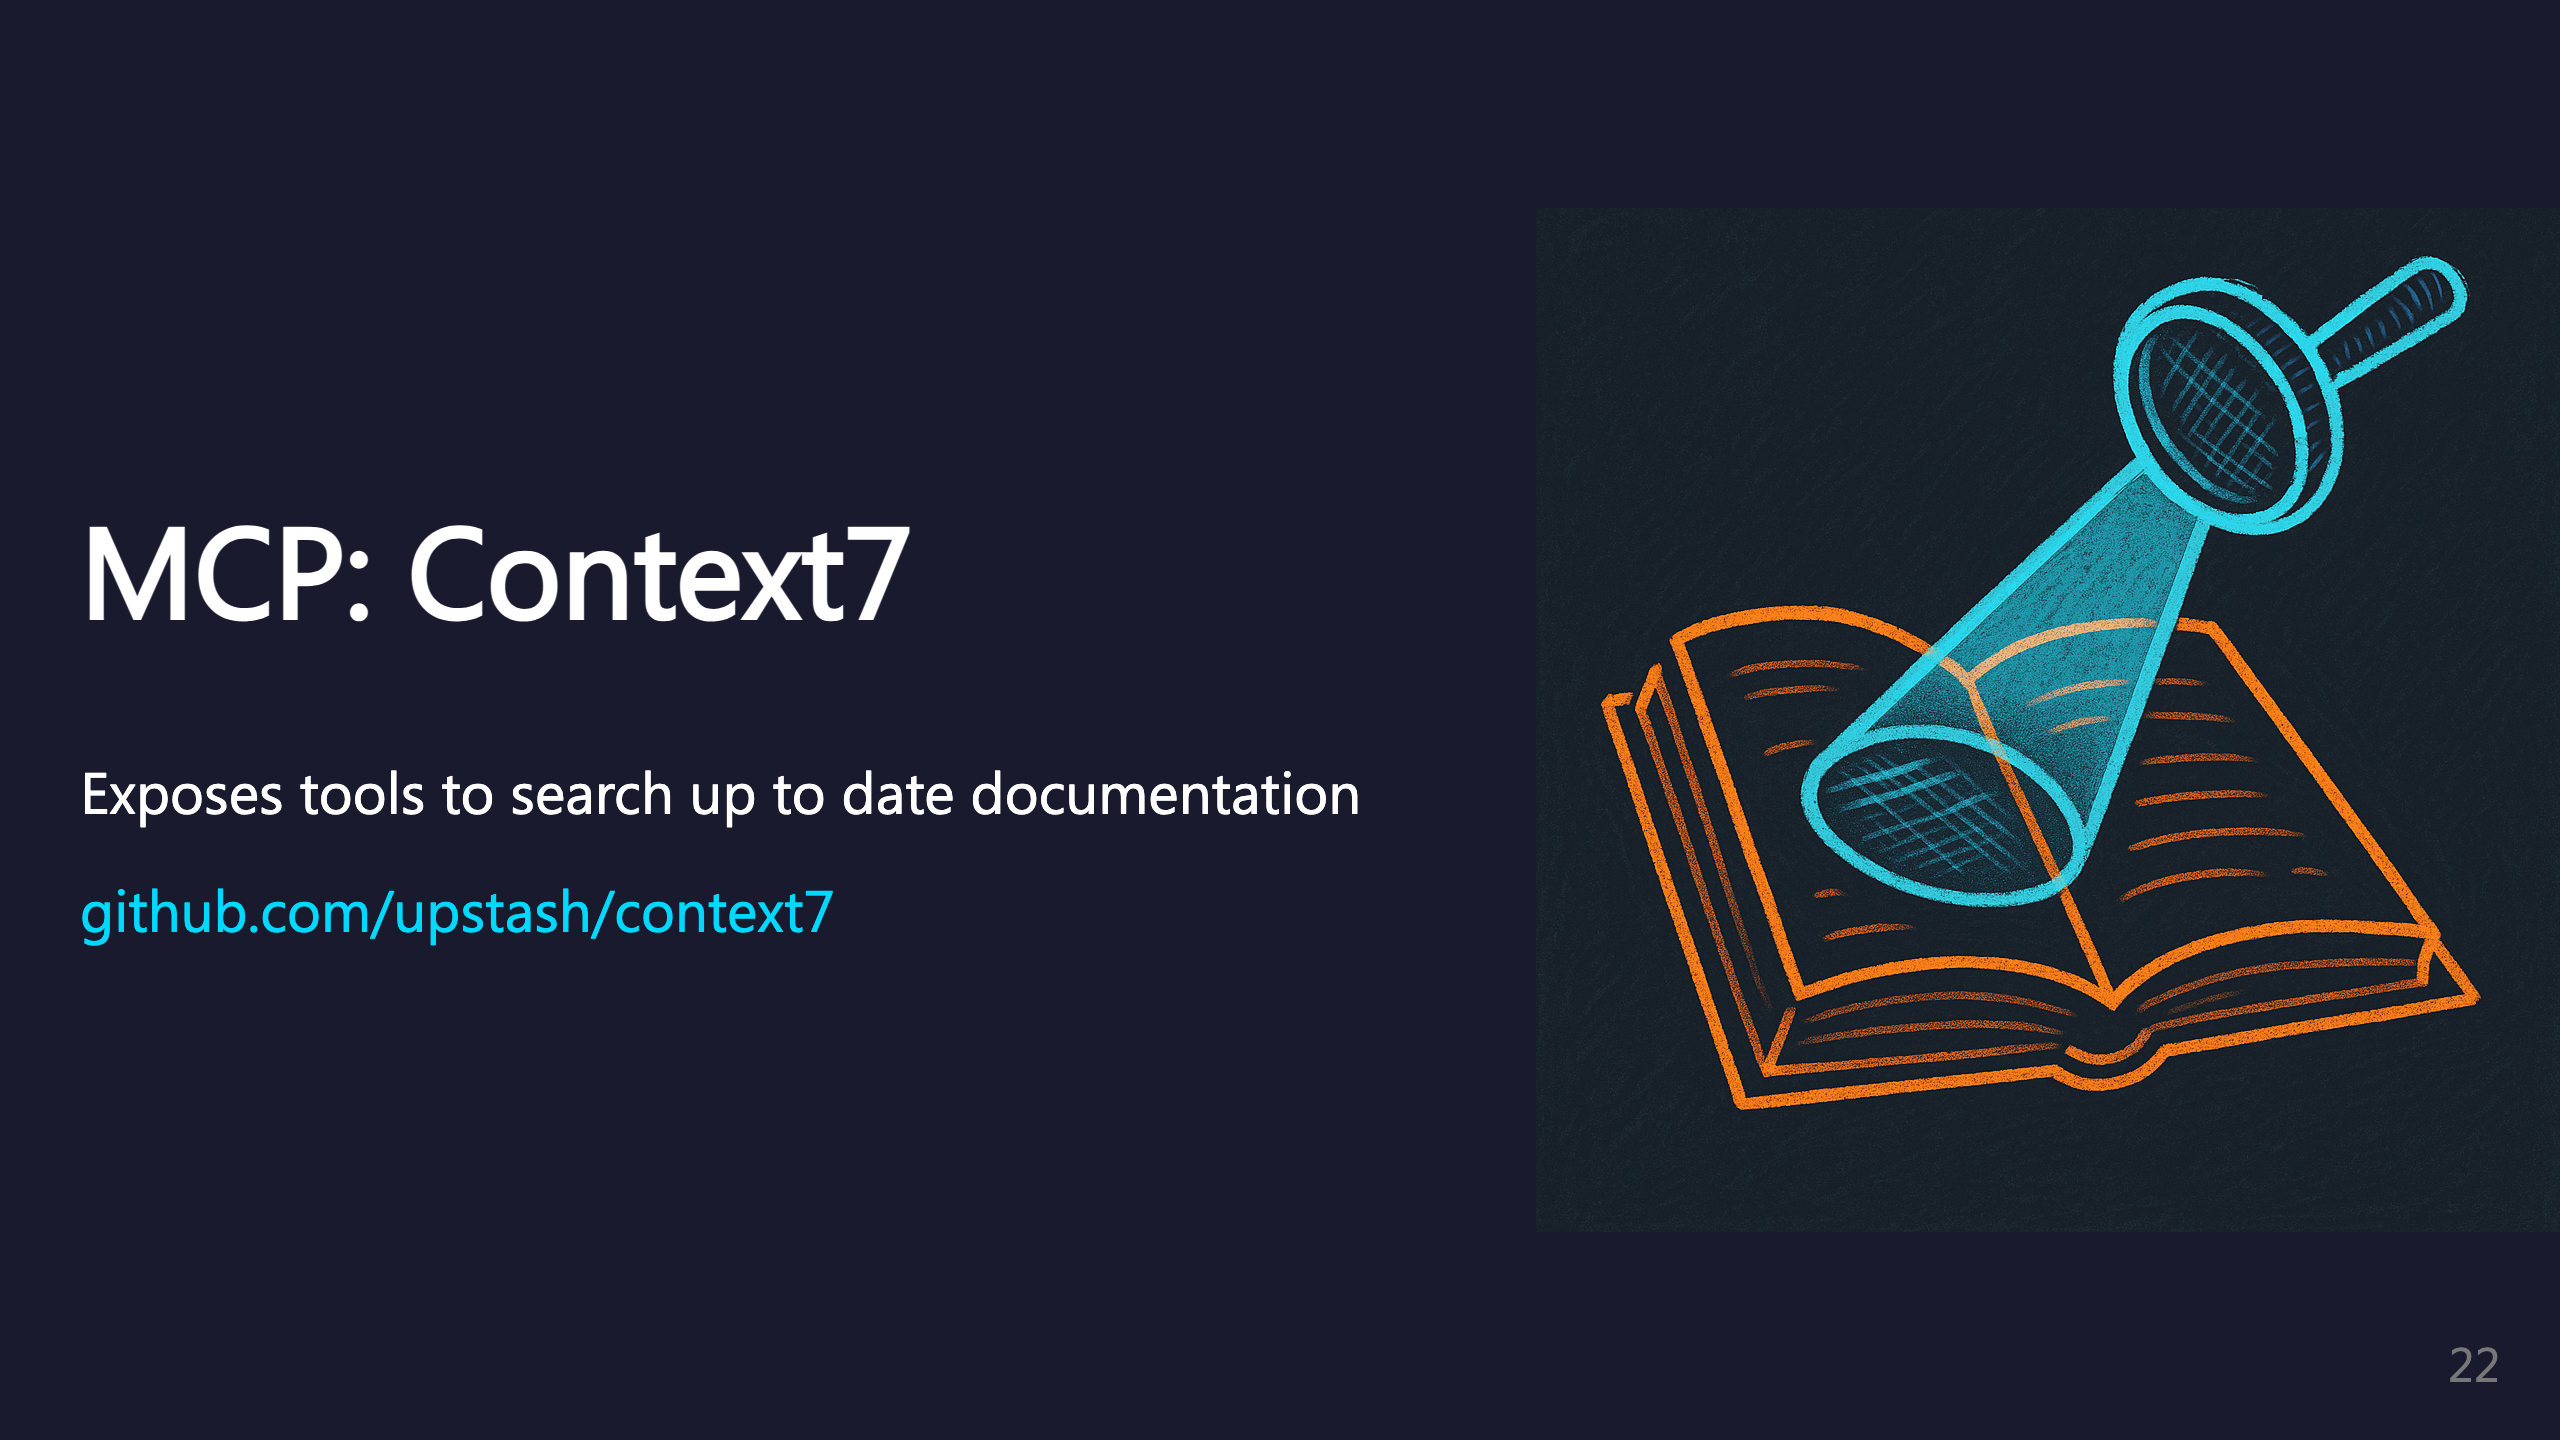 MCP: Context7
Exposes tools to search up to date documentation
github.com/upstash/context7
22